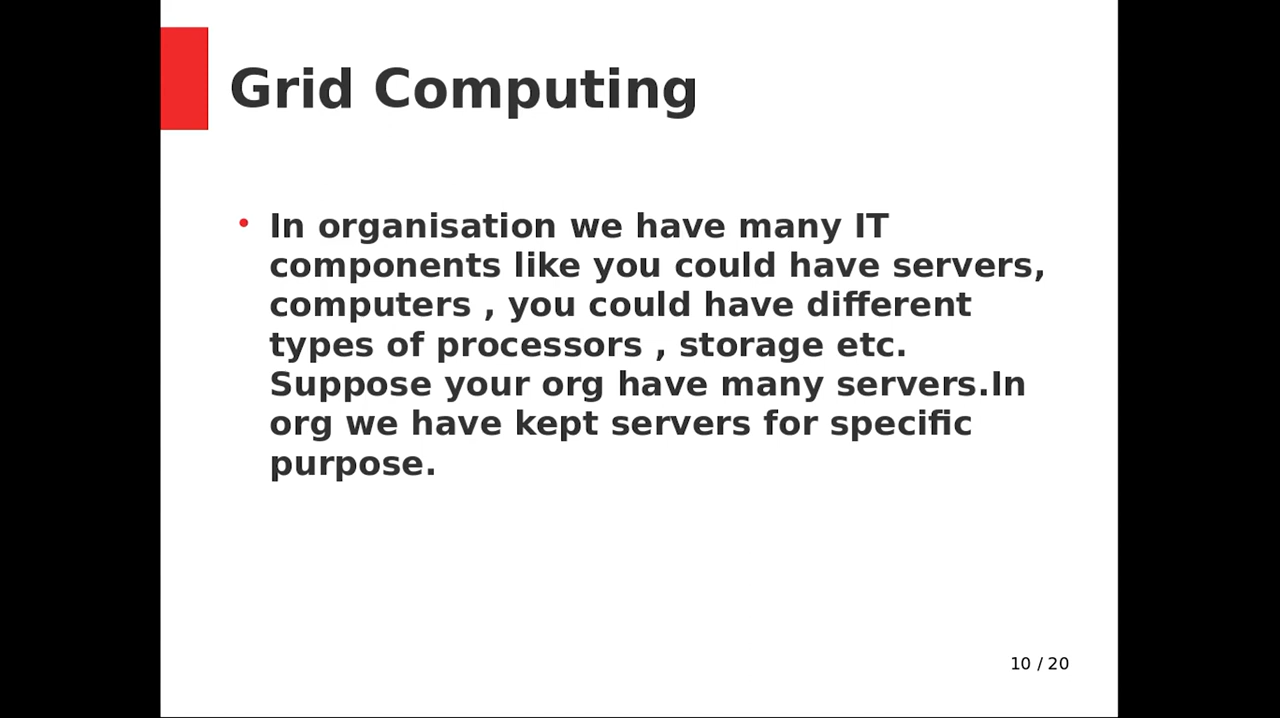 Grid Computing
• In organisation we have many IT
components like you could have servers,
computers , you could have different
types of processors , storage etc.
Suppose your org have many servers.In
org we have kept servers for specific
purpose.
10 / 20